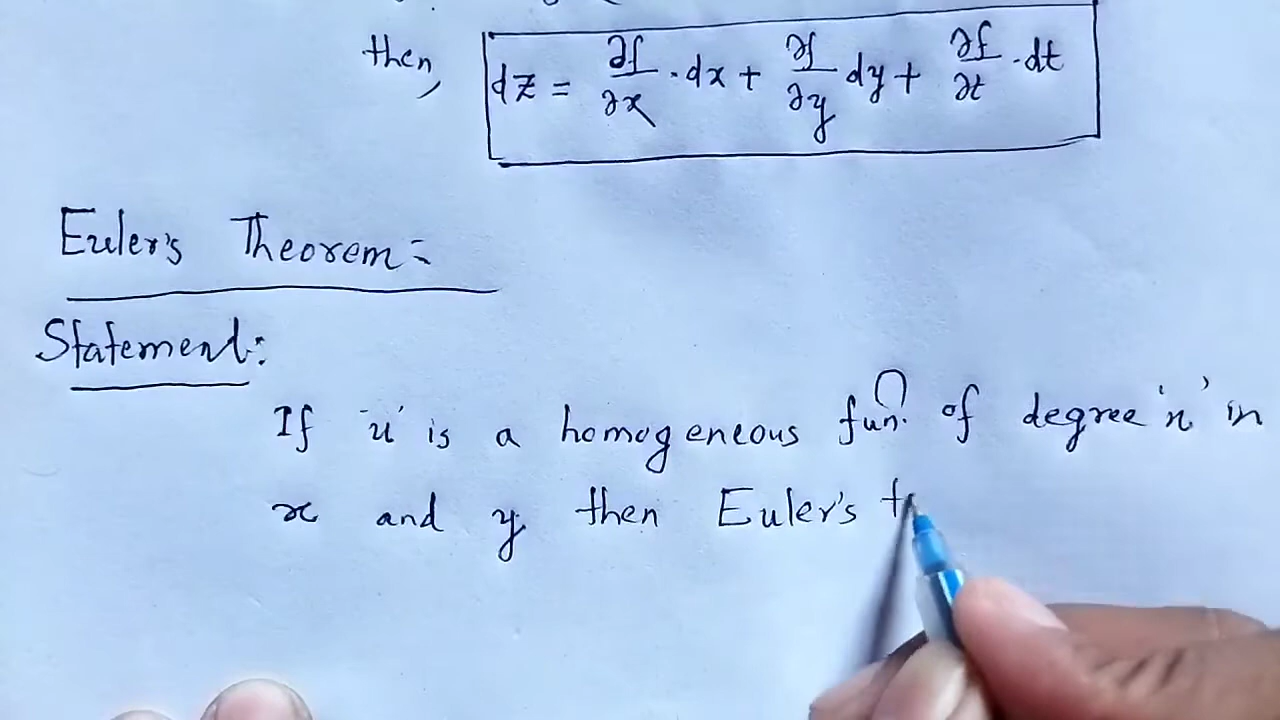 then, dz = ∂f/∂x · dx + ∂f/∂y dy + ∂f/∂t · dt
Euler's Theorem:-
Statement:
If 'u' is a homogeneous fun. of degree 'n' in
x and y then Euler's t